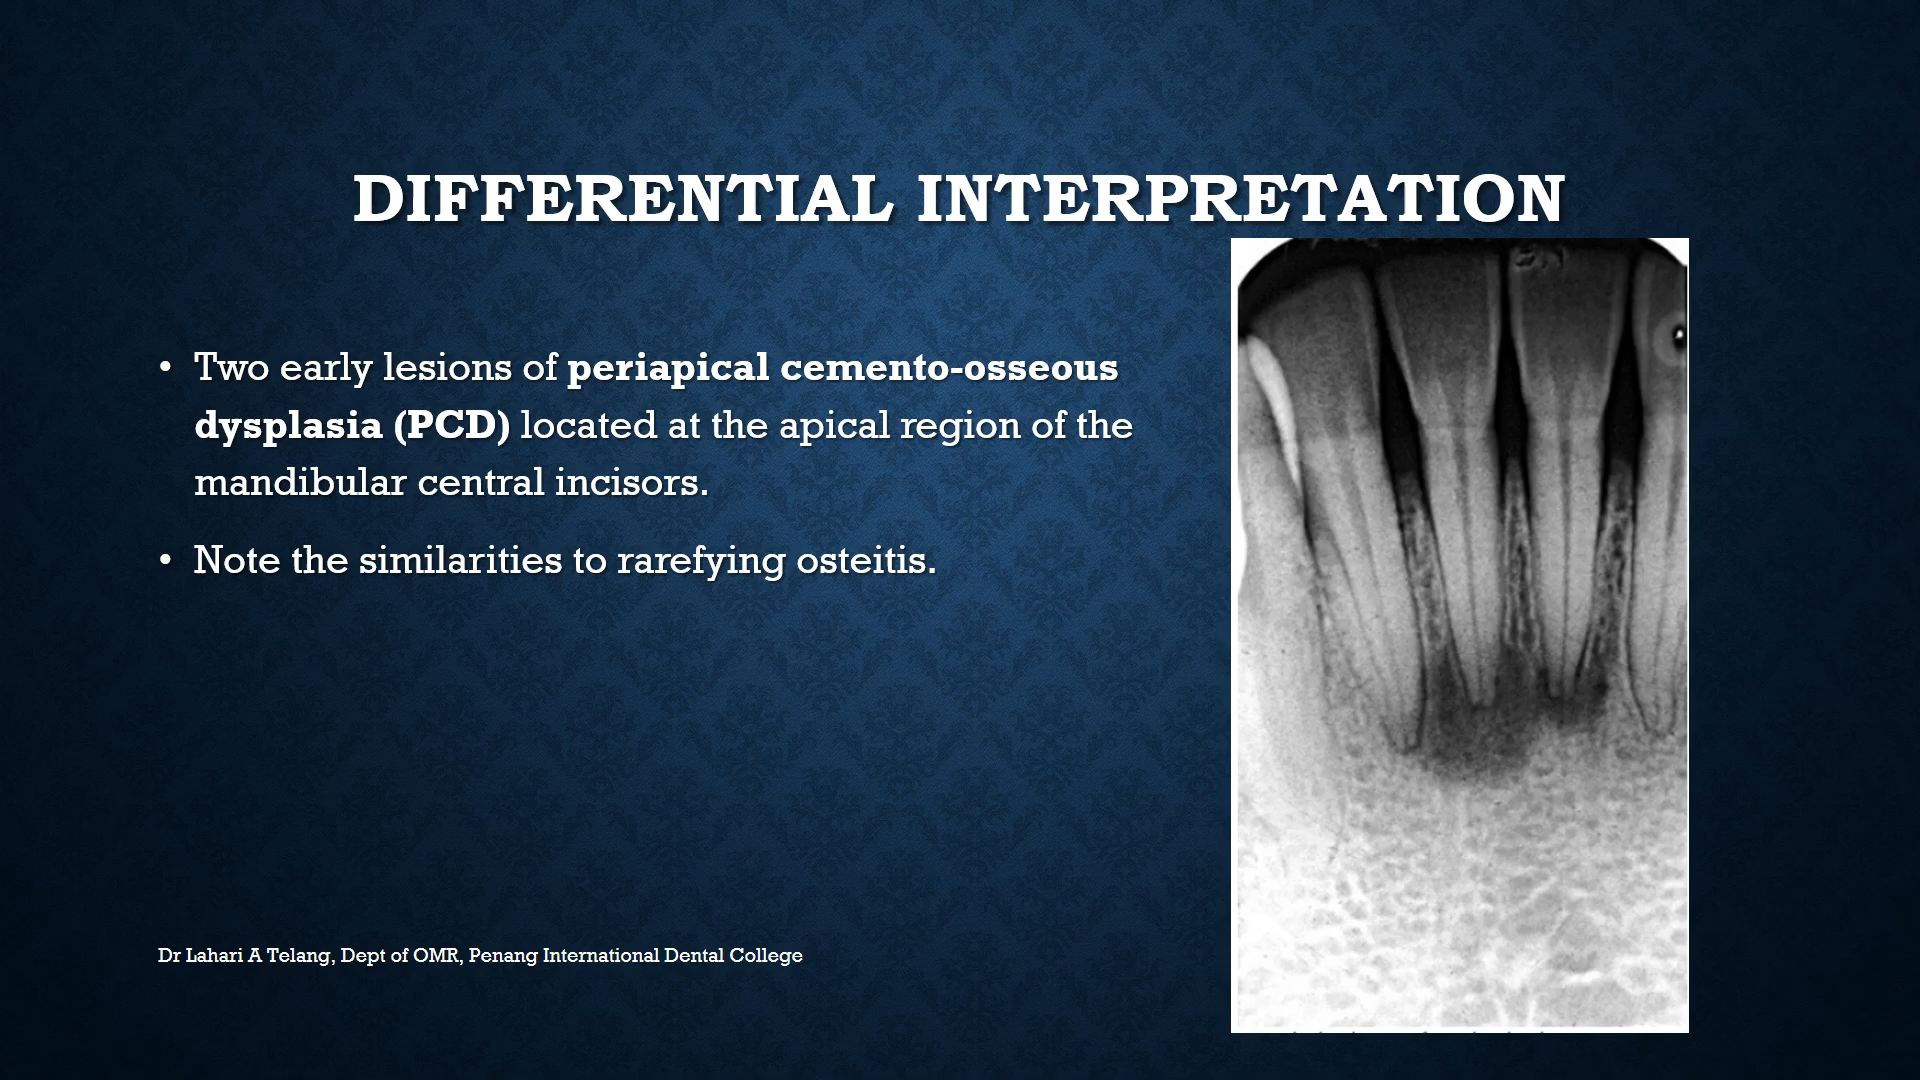 DIFFERENTIAL INTERPRETATION
• Two early lesions of periapical cemento-osseous
dysplasia (PCD) located at the apical region of the
mandibular central incisors.
• Note the similarities to rarefying osteitis.
Dr Lahari A Telang, Dept of OMR, Penang International Dental College